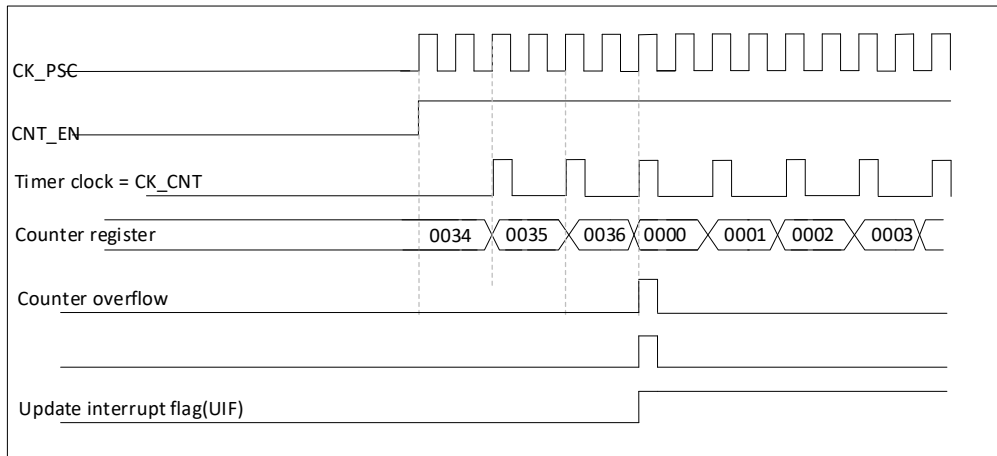 CK_PSC
CNT_EN
Timer clock = CK_CNT
Counter register 0034 0035 0036 0000 0001 0002 0003
Counter overflow
Update interrupt flag(UIF)